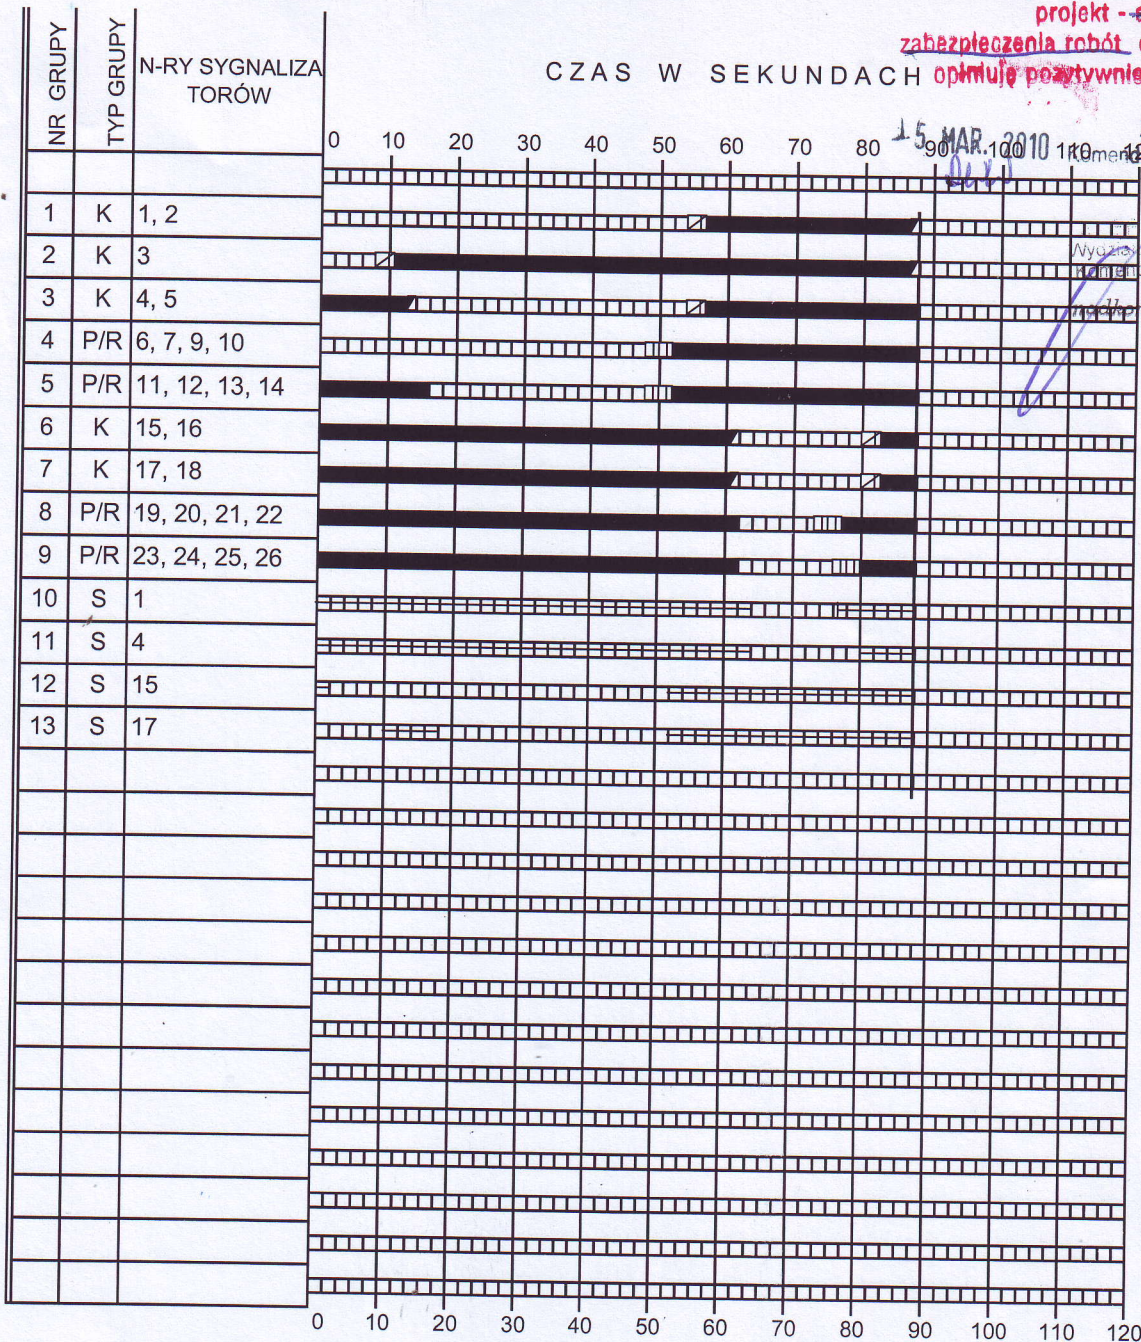 projekt -
zabezpieczenia robót
opiniuję pozytywnie
NR GRUPY
TYP GRUPY
N-RY SYGNALIZA
TORÓW
CZAS W SEKUNDACH
15 MAR. 2010
0 10 20 30 40 50 60 70 80 90 100 110
1 K 1, 2
2 K 3
3 K 4, 5
4 P/R 6, 7, 9, 10
5 P/R 11, 12, 13, 14
6 K 15, 16
7 K 17, 18
8 P/R 19, 20, 21, 22
9 P/R 23, 24, 25, 26
10 S 1
11 S 4
12 S 15
13 S 17
0 10 20 30 40 50 60 70 80 90 100 110 120